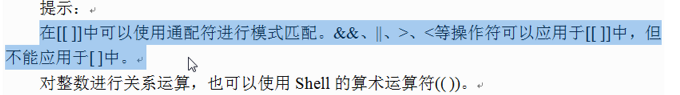 提示：
在[[ ]]中可以使用通配符进行模式匹配。&&、||、>、<等操作符可以应用于[[ ]]中，但
不能应用于[ ]中。
对整数进行关系运算，也可以使用 Shell 的算术运算符(( ))。